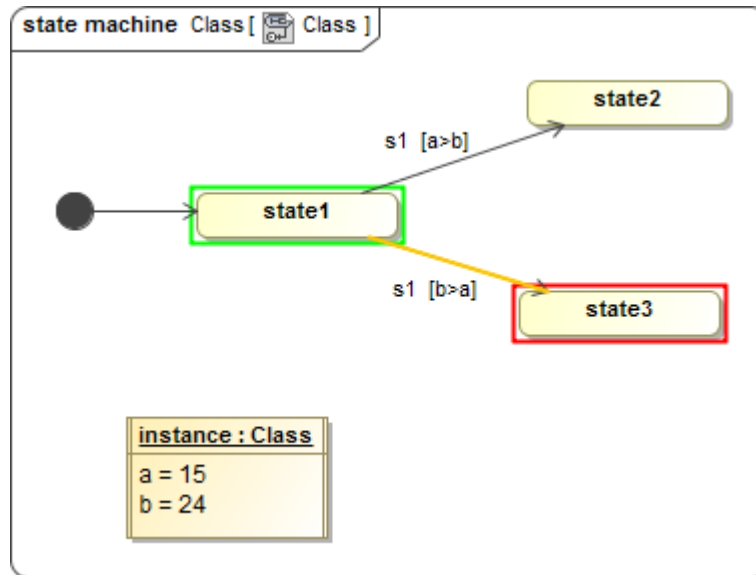 state machine Class [ Class ]
state2
s1 [a>b]
state1
s1 [b>a]
state3
instance : Class
a = 15
b = 24